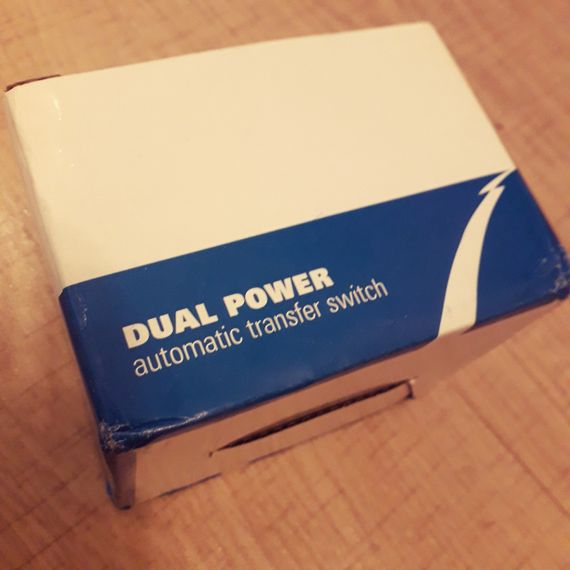 DUAL POWER
automatic transfer switch